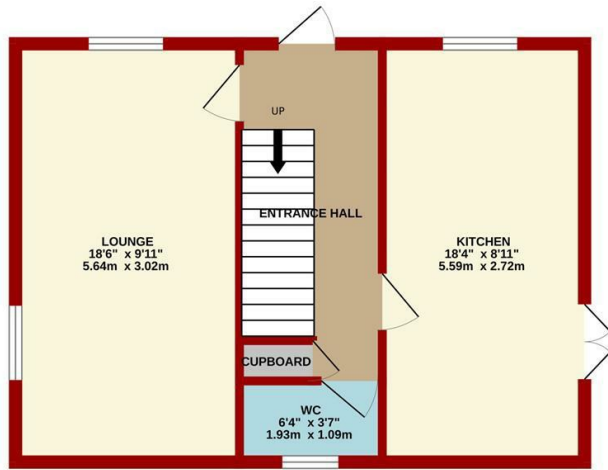 UP
ENTRANCE HALL
LOUNGE
18'6" x 9'11"
5.64m x 3.02m
KITCHEN
18'4" x 8'11"
5.59m x 2.72m
CUPBOARD
WC
6'4" x 3'7"
1.93m x 1.09m